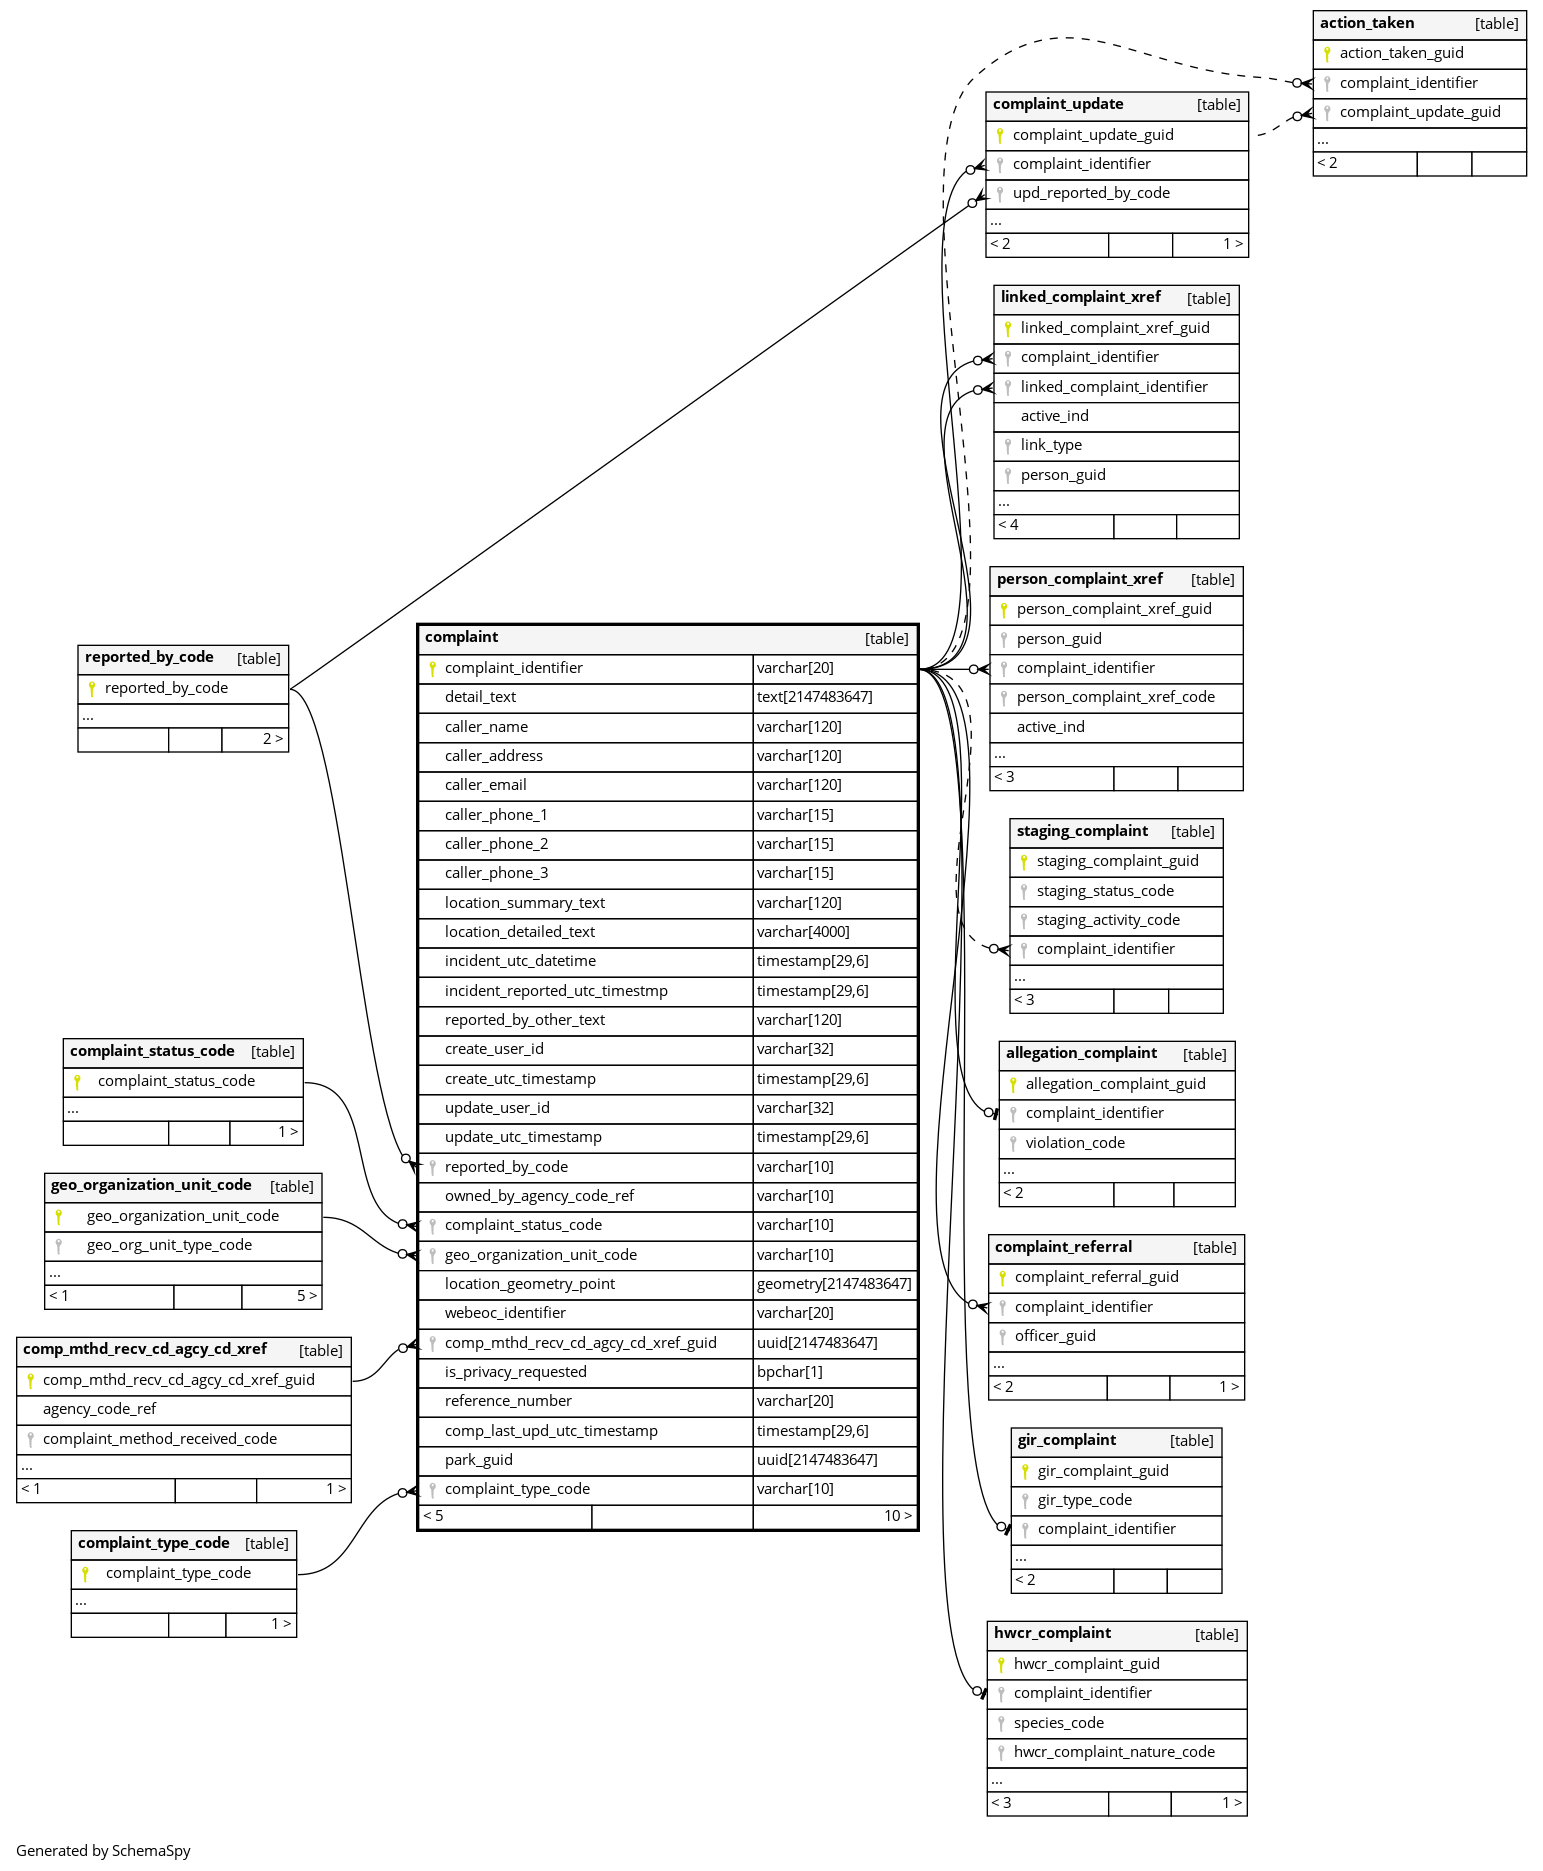 action_taken [table]
action_taken_guid
complaint_identifier
complaint_update_guid
...
< 2
complaint_update [table]
complaint_update_guid
complaint_identifier
upd_reported_by_code
...
< 2 1 >
linked_complaint_xref [table]
linked_complaint_xref_guid
complaint_identifier
linked_complaint_identifier
active_ind
link_type
person_guid
...
< 4
person_complaint_xref [table]
person_complaint_xref_guid
person_guid
complaint_identifier
person_complaint_xref_code
active_ind
...
< 3
reported_by_code [table]
reported_by_code
...
2 >
complaint [table]
complaint_identifier varchar[20]
detail_text text[2147483647]
caller_name varchar[120]
caller_address varchar[120]
caller_email varchar[120]
caller_phone_1 varchar[15]
caller_phone_2 varchar[15]
caller_phone_3 varchar[15]
location_summary_text varchar[120]
location_detailed_text varchar[4000]
incident_utc_datetime timestamp[29,6]
incident_reported_utc_timestmp timestamp[29,6]
reported_by_other_text varchar[120]
create_user_id varchar[32]
create_utc_timestamp timestamp[29,6]
update_user_id varchar[32]
update_utc_timestamp timestamp[29,6]
reported_by_code varchar[10]
owned_by_agency_code_ref varchar[10]
complaint_status_code varchar[10]
geo_organization_unit_code varchar[10]
location_geometry_point geometry[2147483647]
webeoc_identifier varchar[20]
comp_mthd_recv_cd_agcy_cd_xref_guid uuid[2147483647]
is_privacy_requested bpchar[1]
reference_number varchar[20]
comp_last_upd_utc_timestamp timestamp[29,6]
park_guid uuid[2147483647]
complaint_type_code varchar[10]
< 5 10 >
staging_complaint [table]
staging_complaint_guid
staging_status_code
staging_activity_code
complaint_identifier
...
< 3
complaint_status_code [table]
complaint_status_code
...
1 >
allegation_complaint [table]
allegation_complaint_guid
complaint_identifier
violation_code
...
< 2
geo_organization_unit_code [table]
geo_organization_unit_code
geo_org_unit_type_code
...
< 1 5 >
complaint_referral [table]
complaint_referral_guid
complaint_identifier
officer_guid
...
< 2 1 >
comp_mthd_recv_cd_agcy_cd_xref [table]
comp_mthd_recv_cd_agcy_cd_xref_guid
agency_code_ref
complaint_method_received_code
...
< 1 1 >
gir_complaint [table]
gir_complaint_guid
gir_type_code
complaint_identifier
...
< 2
complaint_type_code [table]
complaint_type_code
...
1 >
hwcr_complaint [table]
hwcr_complaint_guid
complaint_identifier
species_code
hwcr_complaint_nature_code
...
< 3 1 >
Generated by SchemaSpy